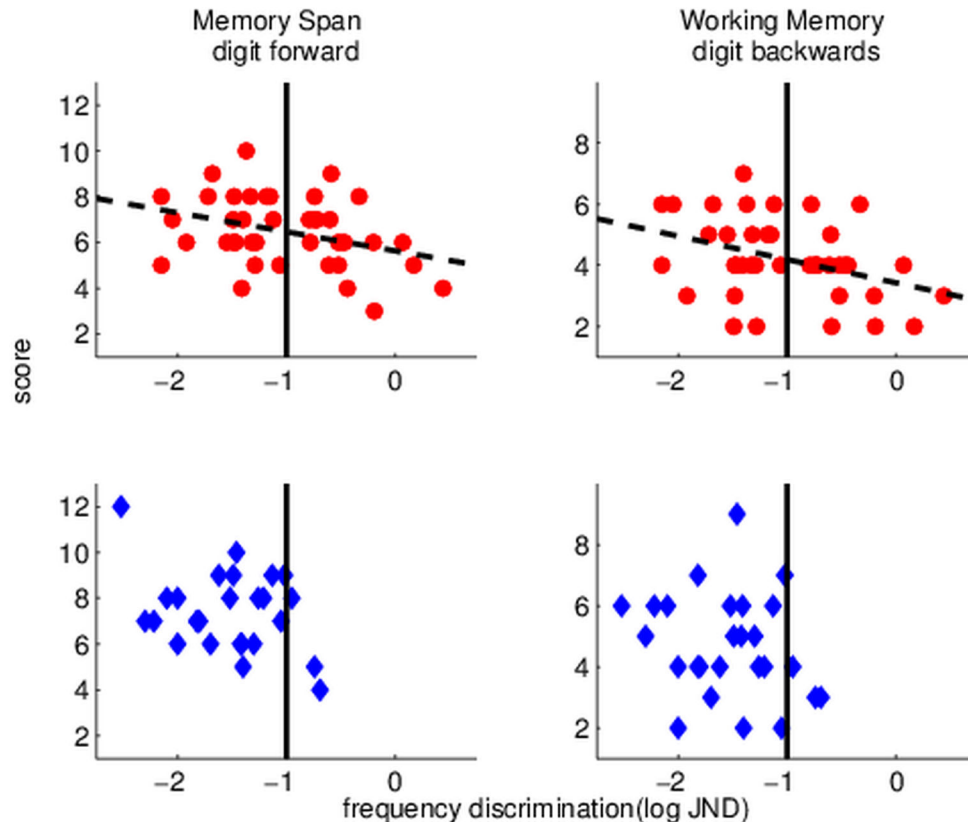 Memory Span
digit forward
Working Memory
digit backwards
12
10
8
6
4
2
−2 −1 0
8
6
4
2
−2 −1 0
score
12
10
8
6
4
2
−2 −1 0
8
6
4
2
−2 −1 0
frequency discrimination(log JND)